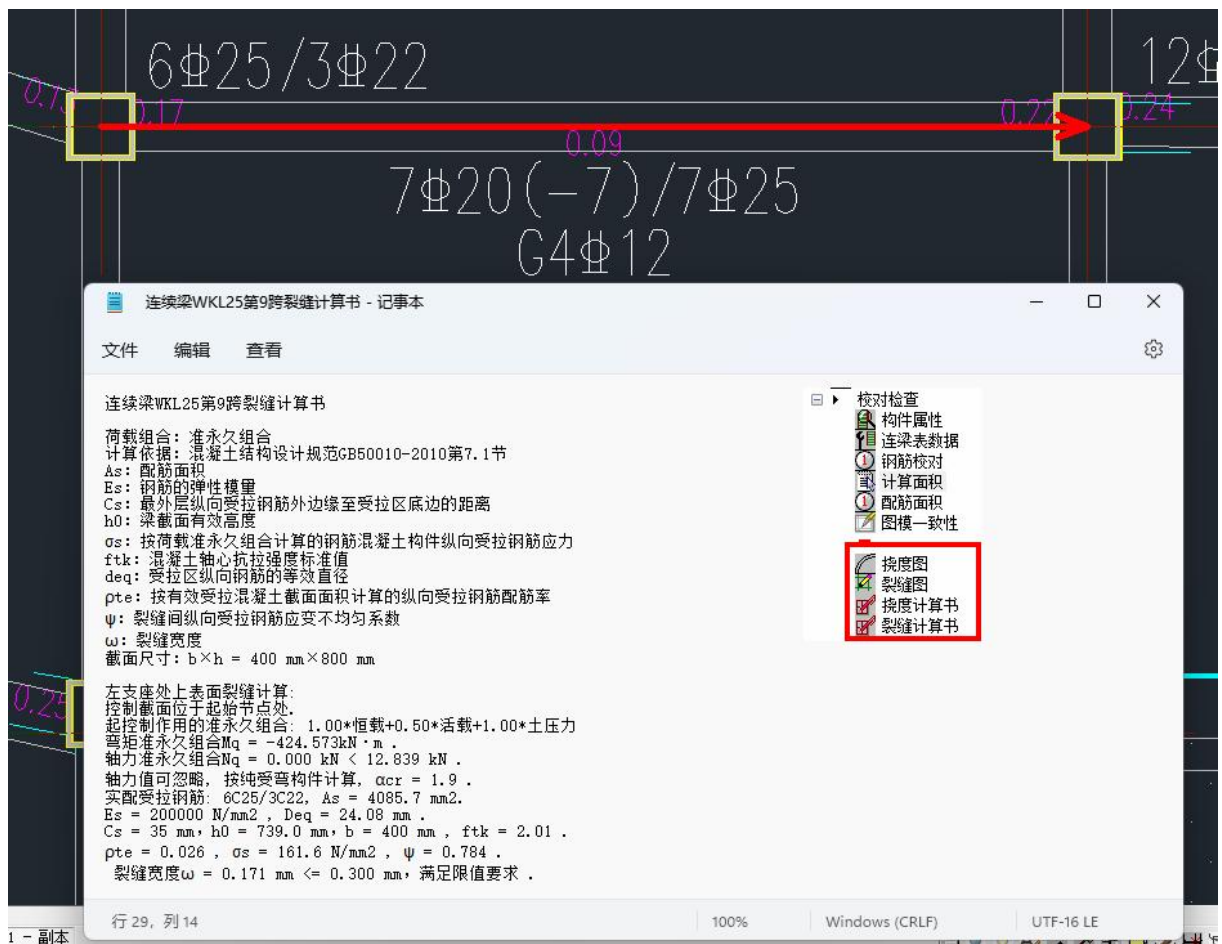 6⌽25/3⌽22
12⌽
0.17
0.22
0.24
0.09
7⌽20(-7)/7⌽25
G4⌽12
连续梁WKL25第9跨裂缝计算书 - 记事本
文件 编辑 查看
连续梁WKL25第9跨裂缝计算书
荷载组合: 准永久组合
计算依据: 混凝土结构设计规范GB50010-2010第7.1节
As: 配筋面积
Es: 钢筋的弹性模量
Cs: 最外层纵向受拉钢筋外边缘至受拉区底边的距离
h0: 梁截面有效高度
σs: 按荷载准永久组合计算的钢筋混凝土构件纵向受拉钢筋应力
ftk: 混凝土轴心抗拉强度标准值
deq: 受拉区纵向钢筋的等效直径
ρte: 按有效受拉混凝土截面面积计算的纵向受拉钢筋配筋率
ψ: 裂缝间纵向受拉钢筋应变不均匀系数
ω: 裂缝宽度
截面尺寸: b×h = 400 mm×800 mm
左支座处上表面裂缝计算:
控制截面位于起始节点处.
起控制作用的准永久组合: 1.00*恒载+0.50*活载+1.00*土压力
弯矩准永久组合Mq = -424.573kN·m .
轴力准永久组合Nq = 0.000 kN < 12.839 kN .
轴力值可忽略, 按纯受弯构件计算, αcr = 1.9 .
实配受拉钢筋: 6C25/3C22, As = 4085.7 mm2.
Es = 200000 N/mm2 , Deq = 24.08 mm .
Cs = 35 mm, h0 = 739.0 mm, b = 400 mm , ftk = 2.01 .
ρte = 0.026 , σs = 161.6 N/mm2 , ψ = 0.784 .
裂缝宽度ω = 0.171 mm <= 0.300 mm, 满足限值要求 .
校对检查
构件属性
连梁表数据
钢筋校对
计算面积
配筋面积
图模一致性
挠度图
裂缝图
挠度计算书
裂缝计算书
0.25
行 29, 列 14
100%
Windows (CRLF)
UTF-16 LE
1 - 副本